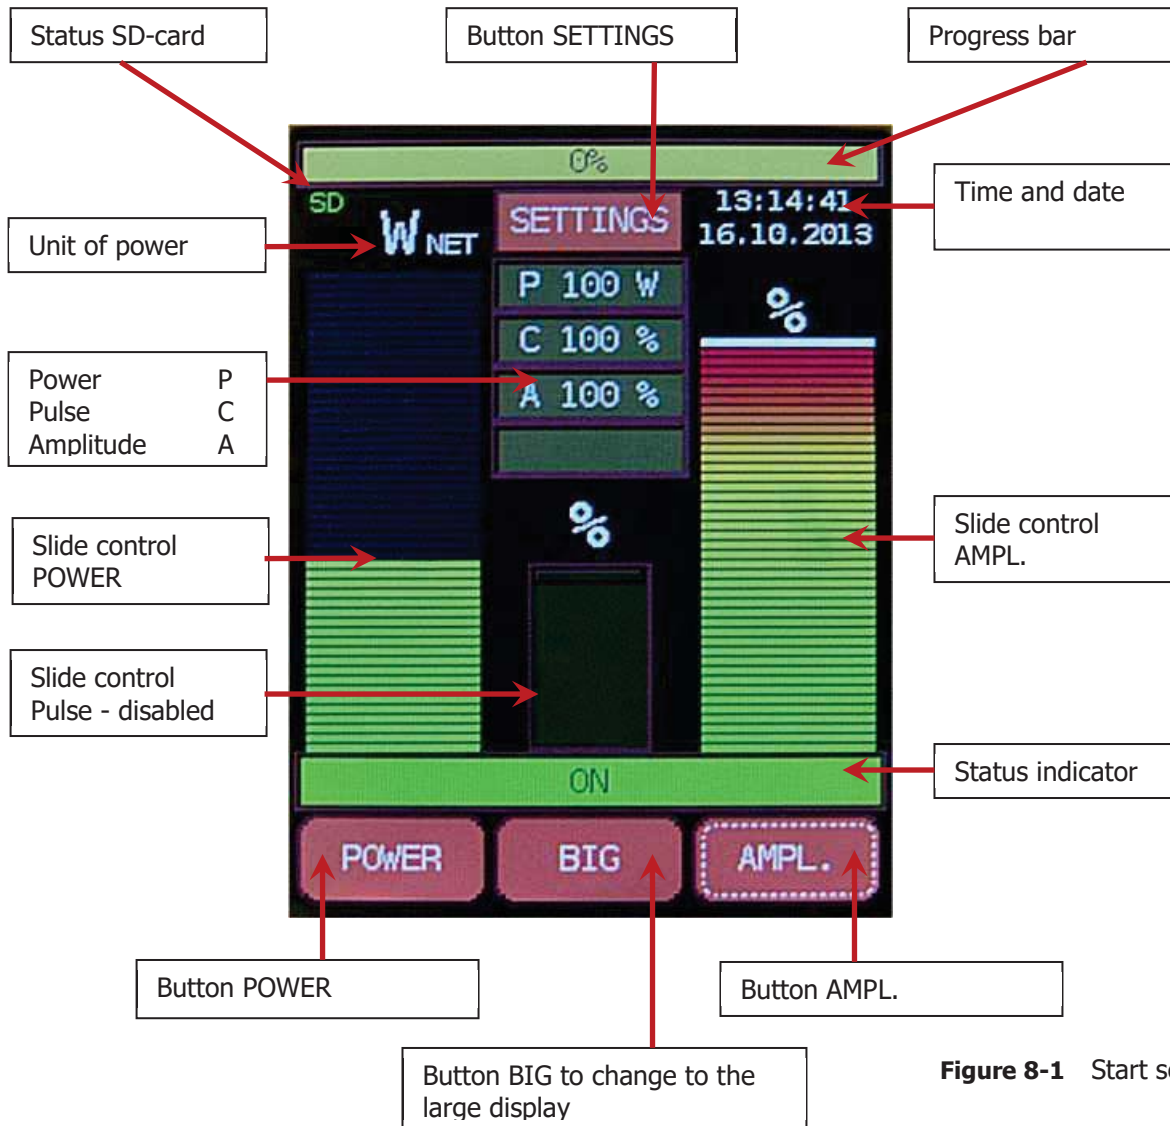 Status SD-card
Button SETTINGS
Progress bar
0%
SD
W NET
SETTINGS
13:14:41
16.10.2013
Time and date
Unit of power
P 100 W
C 100 %
A 100 %
%
Power P
Pulse C
Amplitude A
%
Slide control
POWER
Slide control
AMPL.
Slide control
Pulse - disabled
Status indicator
ON
POWER
BIG
AMPL.
Button POWER
Button AMPL.
Button BIG to change to the
large display
Figure 8-1 Start